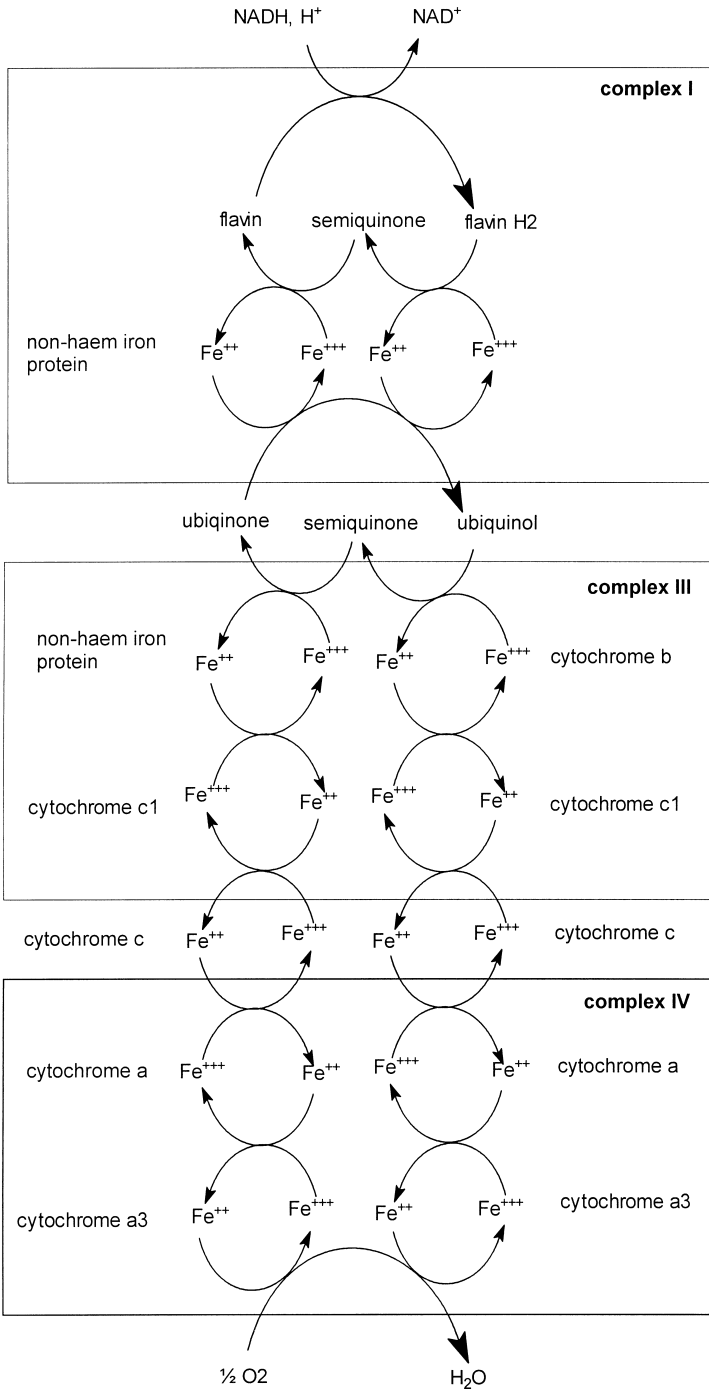 NADH, H⁺ NAD⁺
complex I
flavin semiquinone flavin H2
non-haem iron
protein
Fe⁺⁺ Fe⁺⁺⁺ Fe⁺⁺ Fe⁺⁺⁺
ubiqinone semiquinone ubiquinol
complex III
non-haem iron
protein
Fe⁺⁺ Fe⁺⁺⁺ Fe⁺⁺ Fe⁺⁺⁺ cytochrome b
cytochrome c1 Fe⁺⁺⁺ Fe⁺⁺ Fe⁺⁺⁺ Fe⁺⁺ cytochrome c1
cytochrome c Fe⁺⁺ Fe⁺⁺⁺ Fe⁺⁺ Fe⁺⁺⁺ cytochrome c
complex IV
cytochrome a Fe⁺⁺⁺ Fe⁺⁺ Fe⁺⁺⁺ Fe⁺⁺ cytochrome a
cytochrome a3 Fe⁺⁺ Fe⁺⁺⁺ Fe⁺⁺ Fe⁺⁺⁺ cytochrome a3
½ O2 H₂O